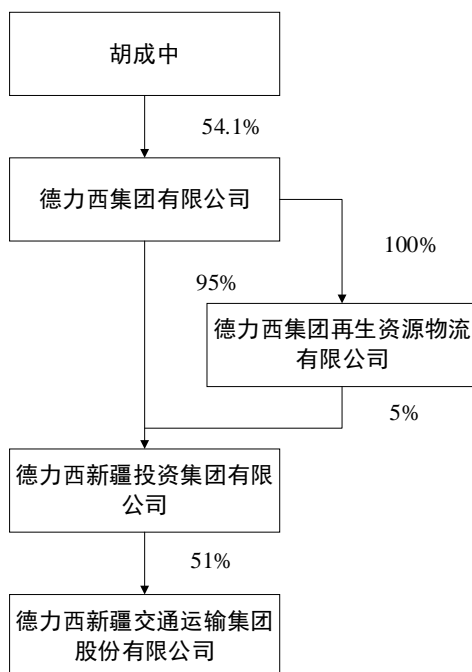 胡成中
54.1%
德力西集团有限公司
100%
95%
德力西集团再生资源物流
有限公司
5%
德力西新疆投资集团有限
公司
51%
德力西新疆交通运输集团
股份有限公司